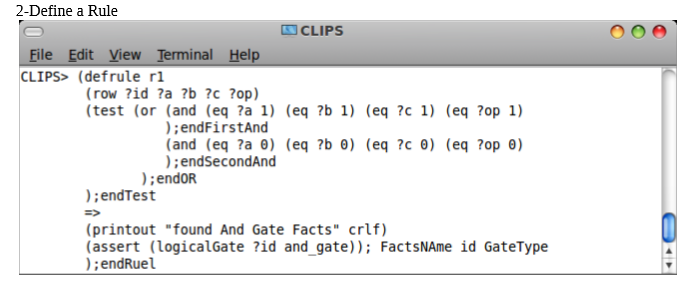 2-Define a Rule
CLIPS
File Edit View Terminal Help
CLIPS> (defrule r1
(row ?id ?a ?b ?c ?op)
(test (or (and (eq ?a 1) (eq ?b 1) (eq ?c 1) (eq ?op 1)
);endFirstAnd
(and (eq ?a 0) (eq ?b 0) (eq ?c 0) (eq ?op 0)
);endSecondAnd
);endOR
);endTest
=>
(printout "found And Gate Facts" crlf)
(assert (logicalGate ?id and_gate)); FactsNAme id GateType
);endRuel